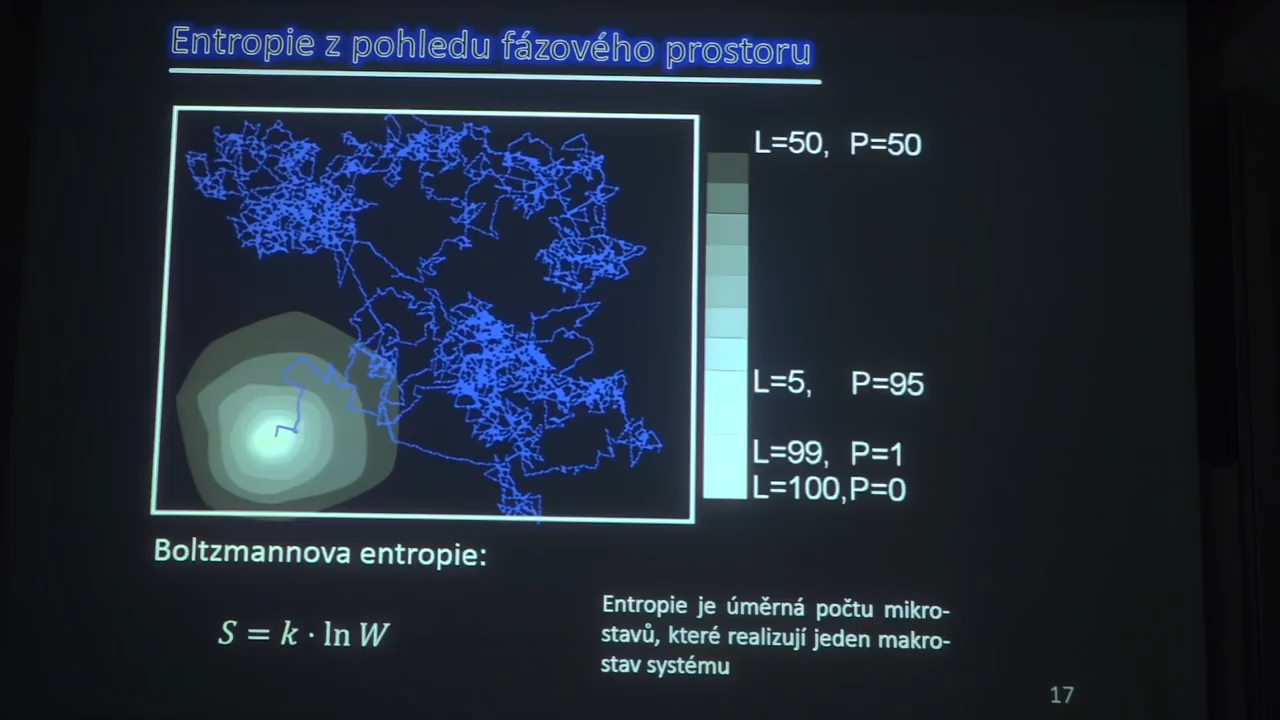 Entropie z pohledu fázového prostoru
L=50, P=50
L=5, P=95
L=99, P=1
L=100,P=0
Boltzmannova entropie:
S = k · ln W
Entropie je úměrná počtu mikro-
stavů, které realizují jeden makro-
stav systému
17